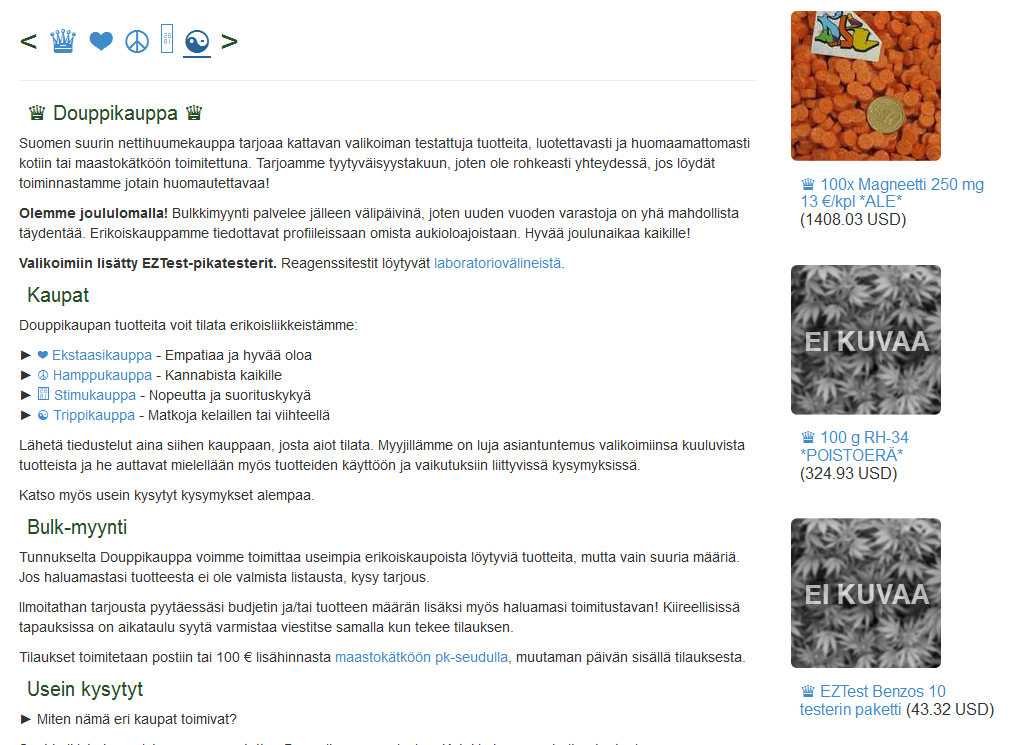 < ♛ ♥ ☮ ☯ >
♛ Douppikauppa ♛
Suomen suurin nettihuumekauppa tarjoaa kattavan valikoiman testattuja tuotteita, luotettavasti ja huomaamattomasti
kotiin tai maastokätköön toimitettuna. Tarjoamme tyytyväisyystakuun, joten ole rohkeasti yhteydessä, jos löydät
toiminnastamme jotain huomautettavaa!
Olemme joululomalla! Bulkkimyynti palvelee jälleen välipäivinä, joten uuden vuoden varastoja on yhä mahdollista
täydentää. Erikoiskauppamme tiedottavat profiileissaan omista aukioloajoistaan. Hyvää joulunaikaa kaikille!
Valikoimiin lisätty EZTest-pikatesterit. Reagenssitestit löytyvät laboratoriovälineistä.
Kaupat
Douppikaupan tuotteita voit tilata erikoisliikkeistämme:
► ♥ Ekstaasikauppa - Empatiaa ja hyvää oloa
► ☮ Hamppukauppa - Kannabista kaikille
► Stimukauppa - Nopeutta ja suorituskykyä
► ☯ Trippikauppa - Matkoja kelaillen tai viihteellä
Lähetä tiedustelut aina siihen kauppaan, josta aiot tilata. Myyjillämme on luja asiantuntemus valikoimiinsa kuuluvista
tuotteista ja he auttavat mielellään myös tuotteiden käyttöön ja vaikutuksiin liittyvissä kysymyksissä.
Katso myös usein kysytyt kysymykset alempaa.
Bulk-myynti
Tunnukselta Douppikauppa voimme toimittaa useimpia erikoiskaupoista löytyviä tuotteita, mutta vain suuria määriä.
Jos haluamastasi tuotteesta ei ole valmista listausta, kysy tarjous.
Ilmoitathan tarjousta pyytäessäsi budjetin ja/tai tuotteen määrän lisäksi myös haluamasi toimitustavan! Kiireellisissä
tapauksissa on aikataulu syytä varmistaa viestitse samalla kun tekee tilauksen.
Tilaukset toimitetaan postiin tai 100 € lisähinnasta maastokätköön pk-seudulla, muutaman päivän sisällä tilauksesta.
Usein kysytyt
► Miten nämä eri kaupat toimivat?
♛ 100x Magneetti 250 mg
13 €/kpl *ALE*
(1408.03 USD)
EI KUVAA
♛ 100 g RH-34
*POISTOERÄ*
(324.93 USD)
EI KUVAA
♛ EZTest Benzos 10
testerin paketti (43.32 USD)